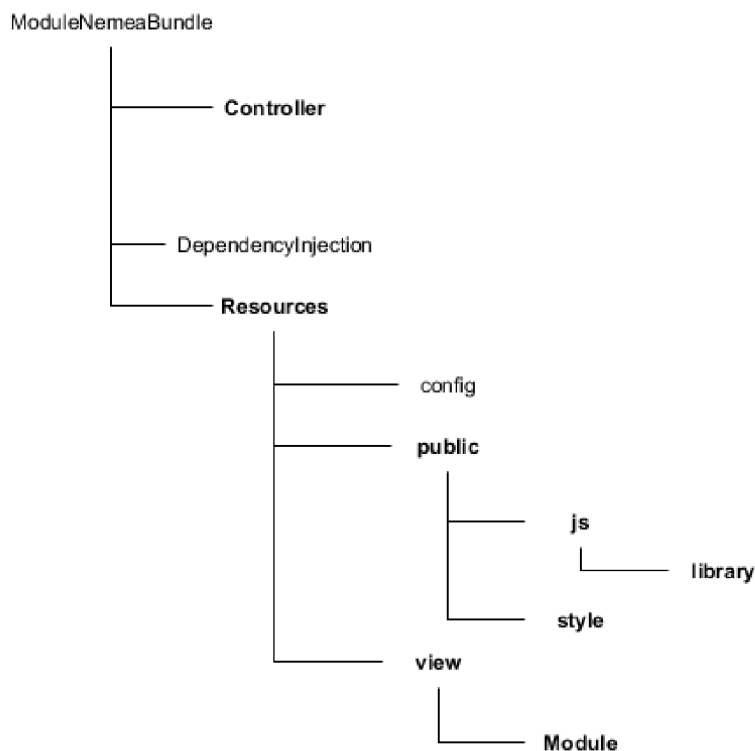 ModuleNemeaBundle
Controller
DependencyInjection
Resources
config
public
js
library
style
view
Module